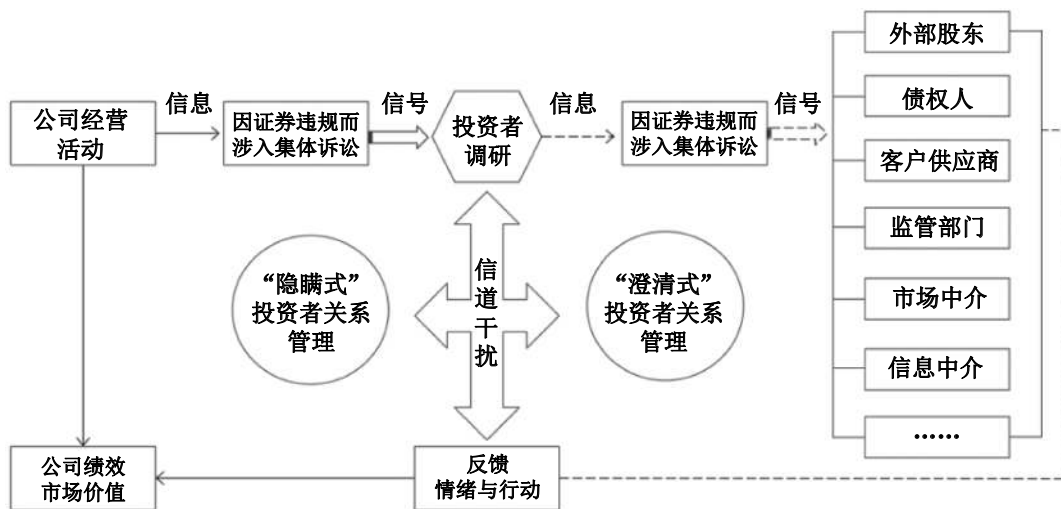 公司经营
活动
信息
因证券违规而
涉入集体诉讼
信号
投资者
调研
信息
因证券违规而
涉入集体诉讼
信号
外部股东
债权人
客户供应商
监管部门
市场中介
信息中介
......
“隐瞒式”
投资者关系
管理
信
道
干
扰
“澄清式”
投资者关系
管理
公司绩效
市场价值
反馈
情绪与行动